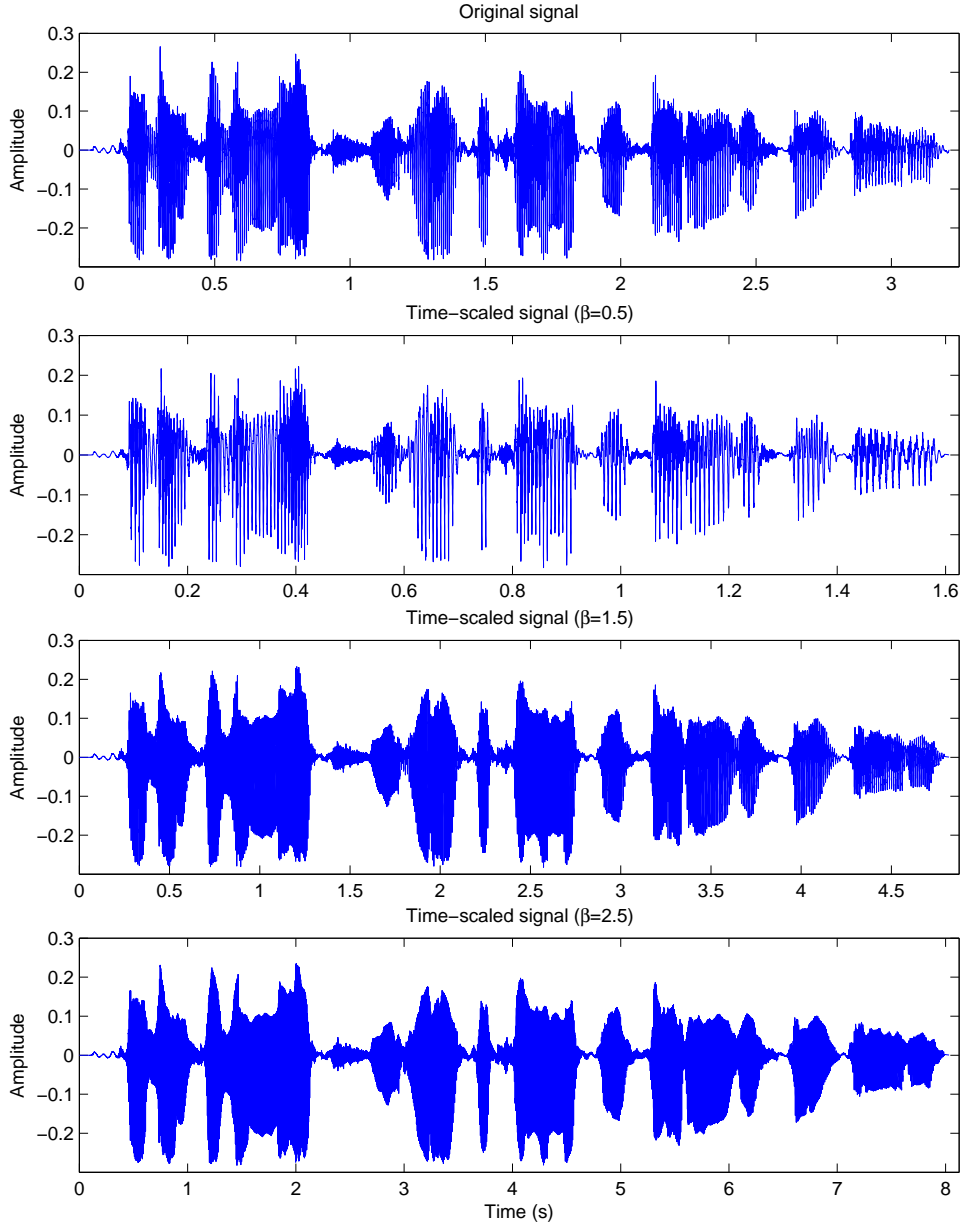 Original signal
0.3
0.2
0.1
0
−0.1
−0.2
Amplitude
0 0.5 1 1.5 2 2.5 3
Time−scaled signal (β=0.5)
0.3
0.2
0.1
0
−0.1
−0.2
Amplitude
0 0.2 0.4 0.6 0.8 1 1.2 1.4 1.6
Time−scaled signal (β=1.5)
0.3
0.2
0.1
0
−0.1
−0.2
Amplitude
0 0.5 1 1.5 2 2.5 3 3.5 4 4.5
Time−scaled signal (β=2.5)
0.3
0.2
0.1
0
−0.1
−0.2
Amplitude
0 1 2 3 4 5 6 7 8
Time (s)